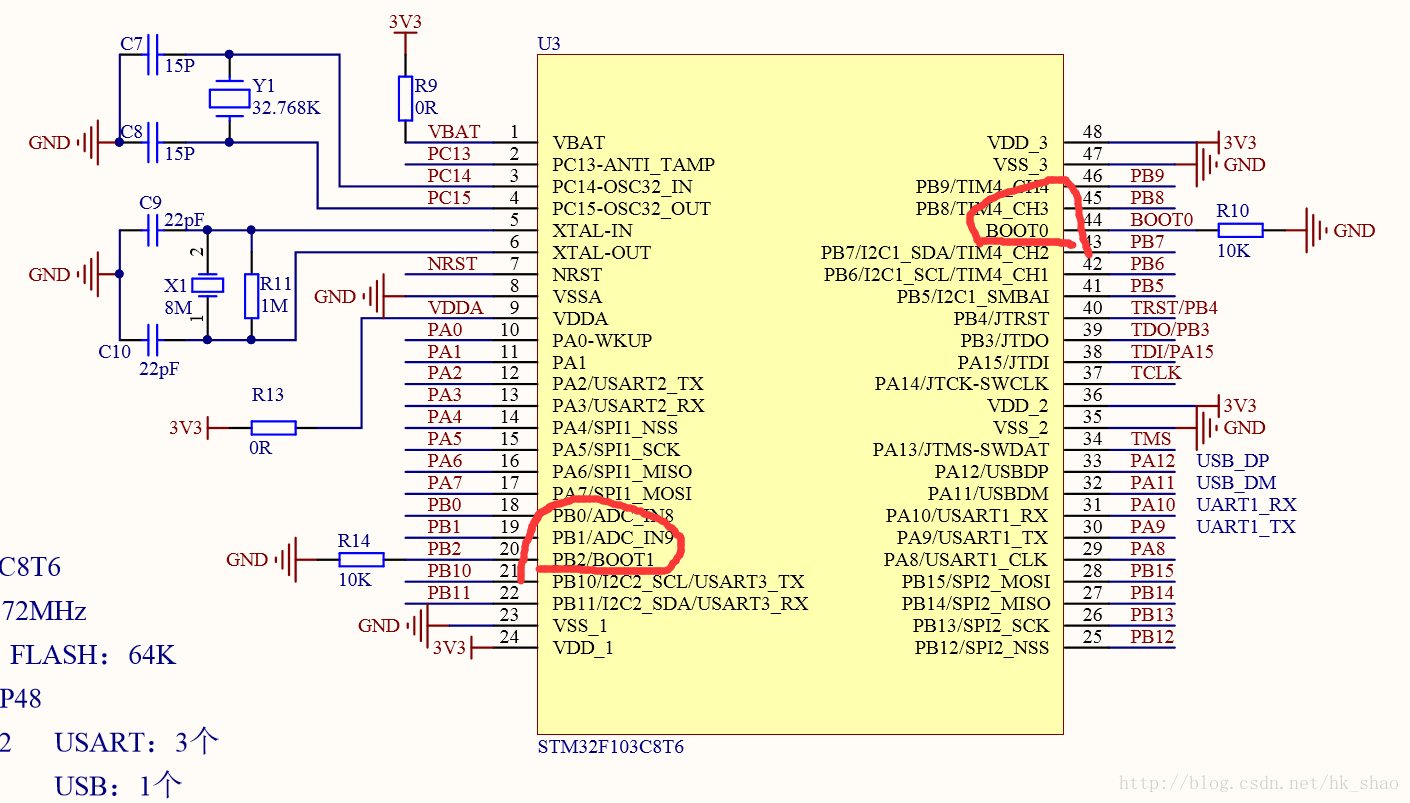 3V3
C7
15P
Y1
32.768K
GND
C8
15P
R9
0R
VBAT
PC13
PC14
PC15
C9
22pF
2
GND
X1
8M
1
R11
1M
C10
22pF
NRST
GND
VDDA
R13
3V3
0R
PA0
PA1
PA2
PA3
PA4
PA5
PA6
PA7
PB0
PB1
PB2
PB10
PB11
GND
R14
10K
GND
3V3
U3
1 VBAT
2 PC13-ANTI_TAMP
3 PC14-OSC32_IN
4 PC15-OSC32_OUT
5 XTAL-IN
6 XTAL-OUT
7 NRST
8 VSSA
9 VDDA
10 PA0-WKUP
11 PA1
12 PA2/USART2_TX
13 PA3/USART2_RX
14 PA4/SPI1_NSS
15 PA5/SPI1_SCK
16 PA6/SPI1_MISO
17 PA7/SPI1_MOSI
18 PB0/ADC_IN8
19 PB1/ADC_IN9
20 PB2/BOOT1
21 PB10/I2C2_SCL/USART3_TX
22 PB11/I2C2_SDA/USART3_RX
23 VSS_1
24 VDD_1
VDD_3 48 3V3
VSS_3 47 GND
PB9/TIM4_CH4 46 PB9
PB8/TIM4_CH3 45 PB8
BOOT0 44 BOOT0 R10 10K GND
PB7/I2C1_SDA/TIM4_CH2 43 PB7
PB6/I2C1_SCL/TIM4_CH1 42 PB6
PB5/I2C1_SMBAI 41 PB5
PB4/JTRST 40 TRST/PB4
PB3/JTDO 39 TDO/PB3
PA15/JTDI 38 TDI/PA15
PA14/JTCK-SWCLK 37 TCLK
VDD_2 36 3V3
VSS_2 35 GND
PA13/JTMS-SWDAT 34 TMS
PA12/USBDP 33 PA12 USB_DP
PA11/USBDM 32 PA11 USB_DM
PA10/USART1_RX 31 PA10 UART1_RX
PA9/USART1_TX 30 PA9 UART1_TX
PA8/USART1_CLK 29 PA8
PB15/SPI2_MOSI 28 PB15
PB14/SPI2_MISO 27 PB14
PB13/SPI2_SCK 26 PB13
PB12/SPI2_NSS 25 PB12
STM32F103C8T6
C8T6
72MHz
FLASH：64K
P48
2 USART：3个
USB：1个
http://blog.csdn.net/hk_shao